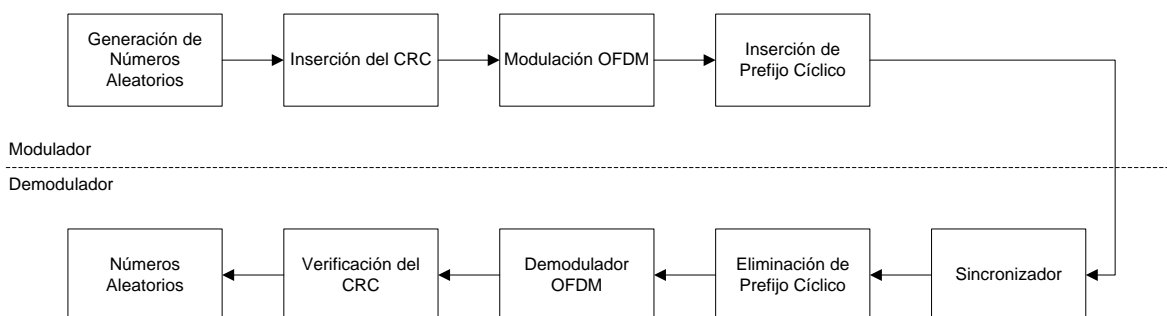 Generación de
Números
Aleatorios
Inserción del CRC
Modulación OFDM
Inserción de
Prefijo Cíclico
Modulador
Demodulador
Números
Aleatorios
Verificación del
CRC
Demodulador
OFDM
Eliminación de
Prefijo Cíclico
Sincronizador